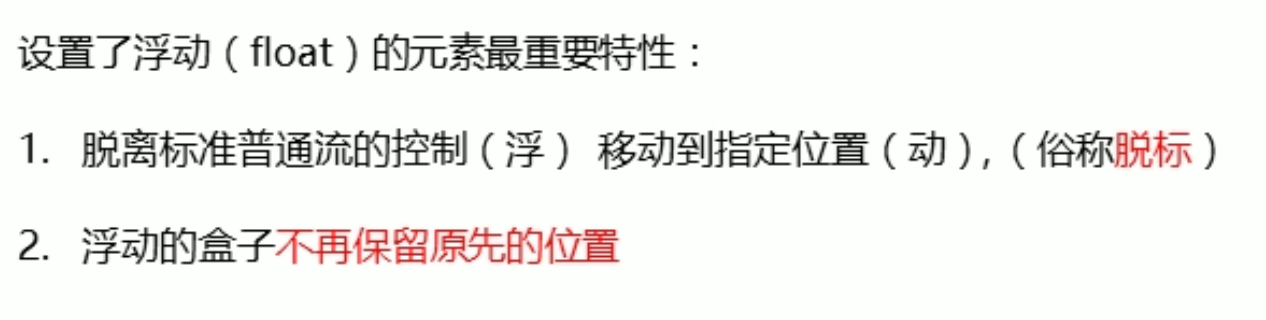 设置了浮动（float）的元素最重要特性：
1. 脱离标准普通流的控制（浮） 移动到指定位置（动）,（俗称脱标）
2. 浮动的盒子不再保留原先的位置